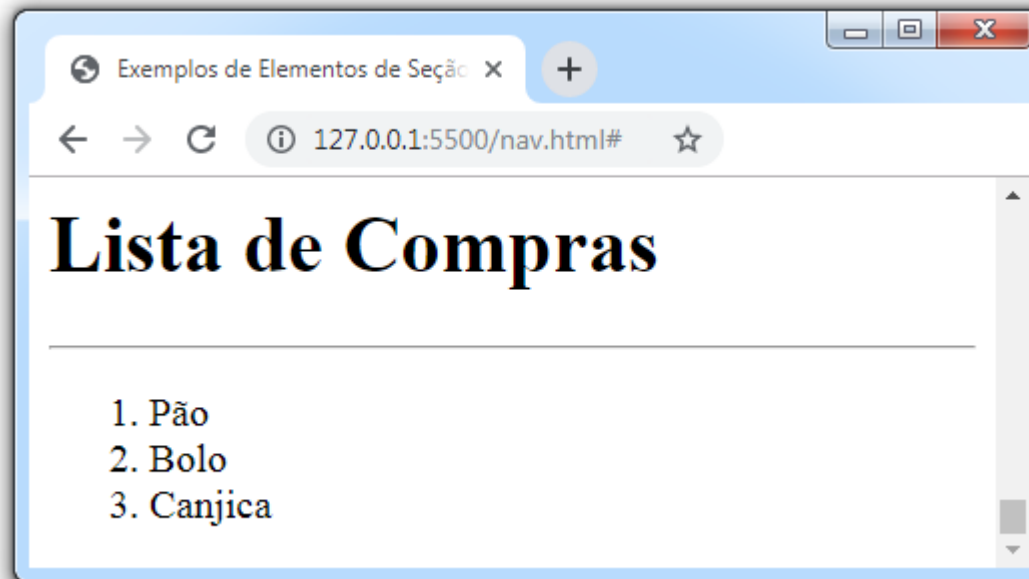 Exemplos de Elementos de Seção
127.0.0.1:5500/nav.html#
Lista de Compras
1. Pão
2. Bolo
3. Canjica